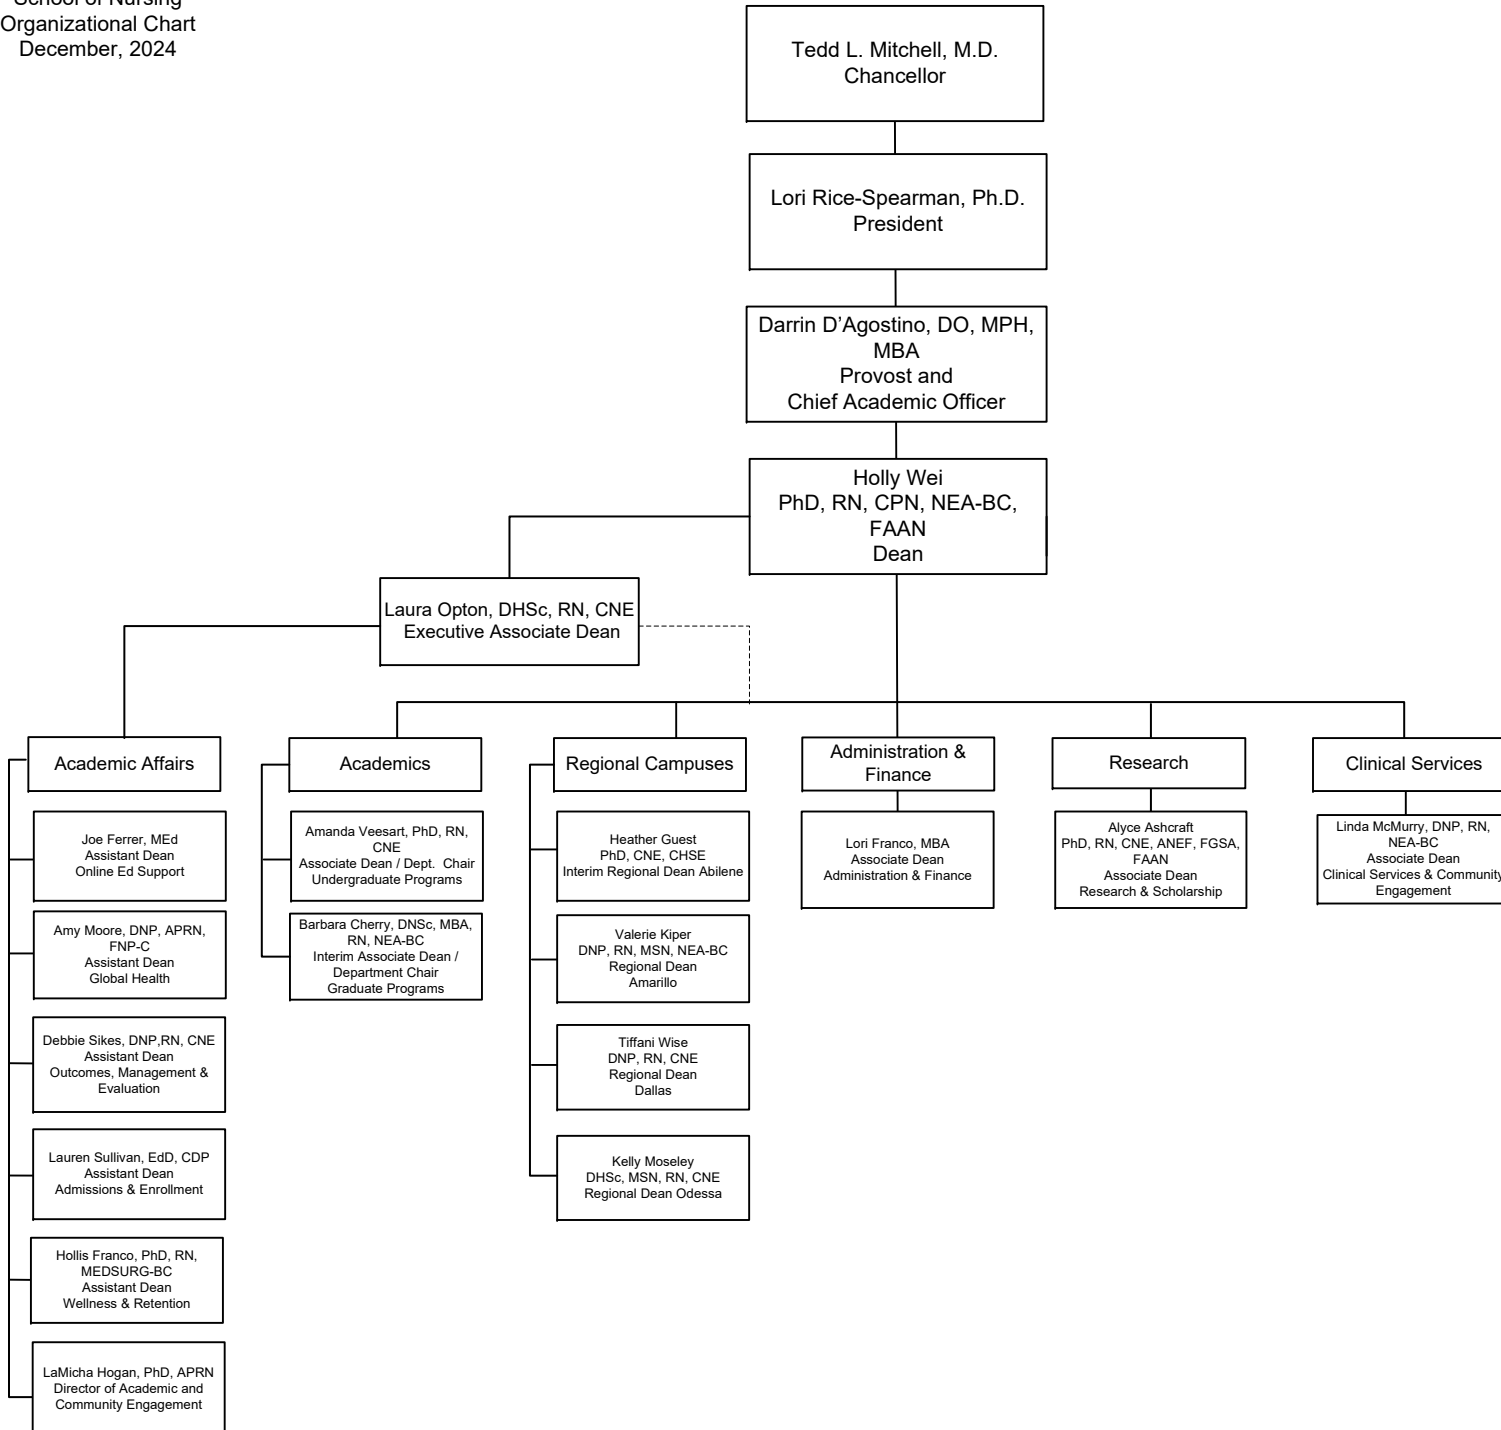 School of Nursing
Organizational Chart
December, 2024
Tedd L. Mitchell, M.D.
Chancellor
Lori Rice-Spearman, Ph.D.
President
Darrin D’Agostino, DO, MPH,
MBA
Provost and
Chief Academic Officer
Holly Wei
PhD, RN, CPN, NEA-BC,
FAAN
Dean
Laura Opton, DHSc, RN, CNE
Executive Associate Dean
Academic Affairs
Joe Ferrer, MEd
Assistant Dean
Online Ed Support
Amy Moore, DNP, APRN,
FNP-C
Assistant Dean
Global Health
Debbie Sikes, DNP,RN, CNE
Assistant Dean
Outcomes, Management &
Evaluation
Lauren Sullivan, EdD, CDP
Assistant Dean
Admissions & Enrollment
Hollis Franco, PhD, RN,
MEDSURG-BC
Assistant Dean
Wellness & Retention
LaMicha Hogan, PhD, APRN
Director of Academic and
Community Engagement
Academics
Amanda Veesart, PhD, RN,
CNE
Associate Dean / Dept. Chair
Undergraduate Programs
Barbara Cherry, DNSc, MBA,
RN, NEA-BC
Interim Associate Dean /
Department Chair
Graduate Programs
Regional Campuses
Heather Guest
PhD, CNE, CHSE
Interim Regional Dean Abilene
Valerie Kiper
DNP, RN, MSN, NEA-BC
Regional Dean
Amarillo
Tiffani Wise
DNP, RN, CNE
Regional Dean
Dallas
Kelly Moseley
DHSc, MSN, RN, CNE
Regional Dean Odessa
Administration &
Finance
Lori Franco, MBA
Associate Dean
Administration & Finance
Research
Alyce Ashcraft
PhD, RN, CNE, ANEF, FGSA,
FAAN
Associate Dean
Research & Scholarship
Clinical Services
Linda McMurry, DNP, RN,
NEA-BC
Associate Dean
Clinical Services & Community
Engagement